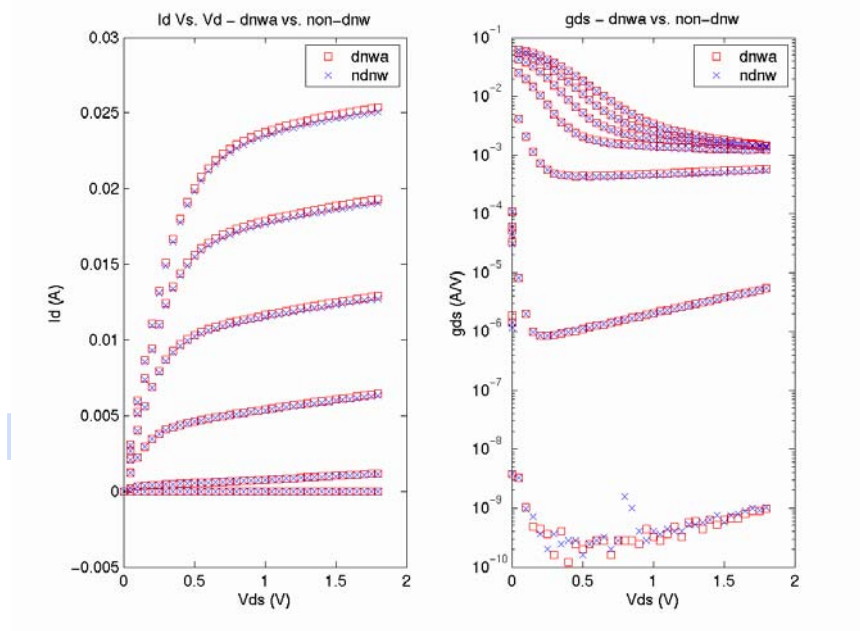 Id Vs. Vd – dnwa vs. non–dnw
0.03
0.025
0.02
0.015
0.01
0.005
0
−0.005
Id (A)
dnwa
ndnw
0
0.5
1
1.5
2
Vds (V)
gds – dnwa vs. non–dnw
10⁻¹
10⁻²
10⁻³
10⁻⁴
10⁻⁵
10⁻⁶
10⁻⁷
10⁻⁸
10⁻⁹
10⁻¹⁰
gds (A/V)
dnwa
ndnw
0
0.5
1
1.5
2
Vds (V)